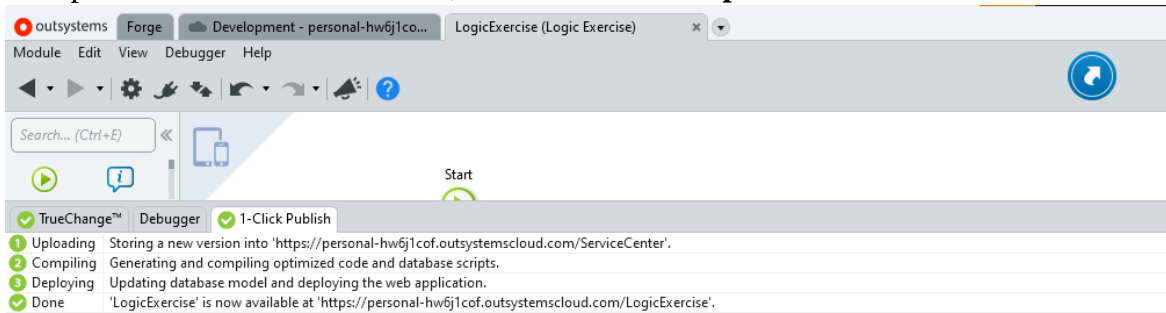 outsystems Forge Development - personal-hw6j1co... LogicExercise (Logic Exercise)
Module Edit View Debugger Help
Search... (Ctrl+E)
Start
TrueChange™ Debugger 1-Click Publish
1 Uploading Storing a new version into 'https://personal-hw6j1cof.outsystemscloud.com/ServiceCenter'.
2 Compiling Generating and compiling optimized code and database scripts.
3 Deploying Updating database model and deploying the web application.
Done 'LogicExercise' is now available at 'https://personal-hw6j1cof.outsystemscloud.com/LogicExercise'.